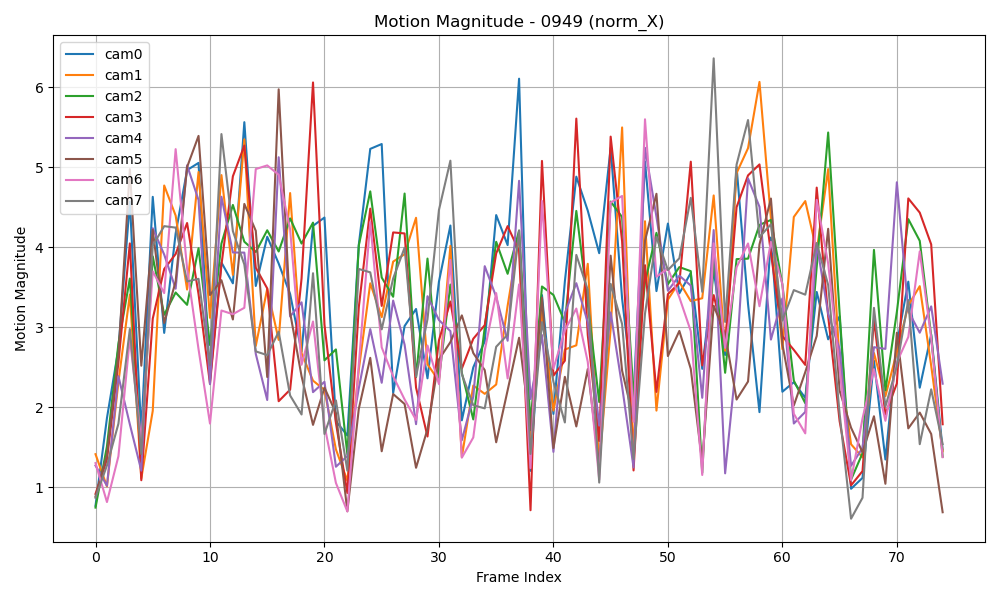 Motion Magnitude - 0949 (norm_X)
cam0
cam1
cam2
cam3
cam4
cam5
cam6
cam7
Motion Magnitude
6
5
4
3
2
1
0 10 20 30 40 50 60 70
Frame Index